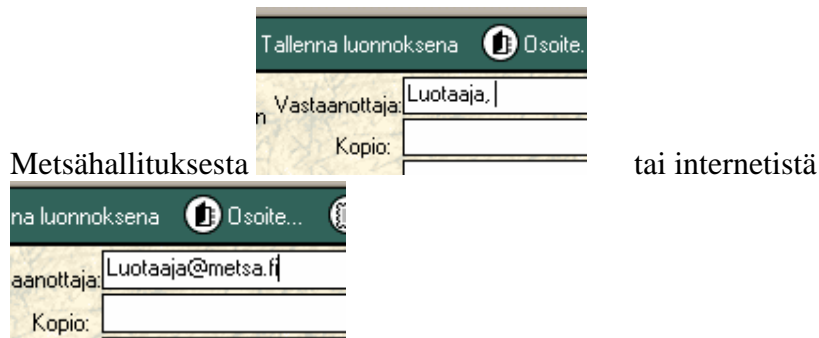 Tallenna luonnoksena Osoite.
n Vastaanottaja: Luotaaja,
Kopio:
Metsähallituksesta tai internetistä
na luonnoksena Osoite...
aanottaja: Luotaaja@metsa.fi
Kopio: